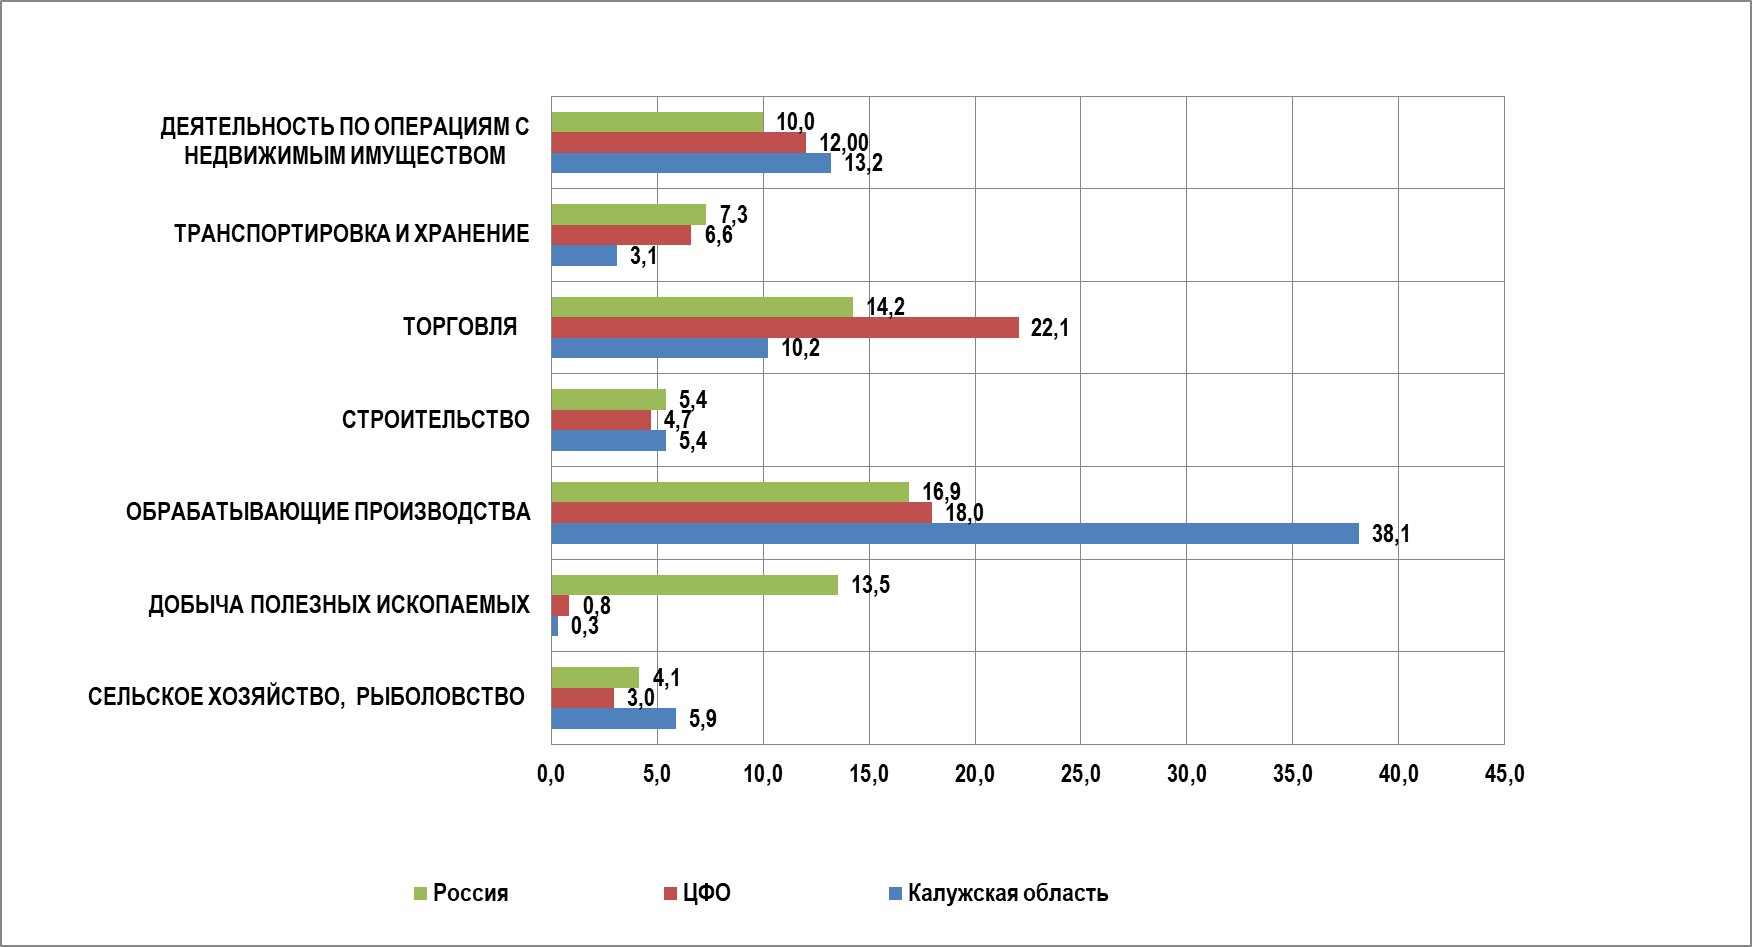 ДЕЯТЕЛЬНОСТЬ ПО ОПЕРАЦИЯМ С
НЕДВИЖИМЫМ ИМУЩЕСТВОМ
10,0
12,00
13,2
ТРАНСПОРТИРОВКА И ХРАНЕНИЕ
7,3
6,6
3,1
ТОРГОВЛЯ
14,2
22,1
10,2
СТРОИТЕЛЬСТВО
5,4
4,7
5,4
ОБРАБАТЫВАЮЩИЕ ПРОИЗВОДСТВА
16,9
18,0
38,1
ДОБЫЧА ПОЛЕЗНЫХ ИСКОПАЕМЫХ
13,5
0,8
0,3
СЕЛЬСКОЕ ХОЗЯЙСТВО, РЫБОЛОВСТВО
4,1
3,0
5,9
0,0 5,0 10,0 15,0 20,0 25,0 30,0 35,0 40,0 45,0
Россия ЦФО Калужская область